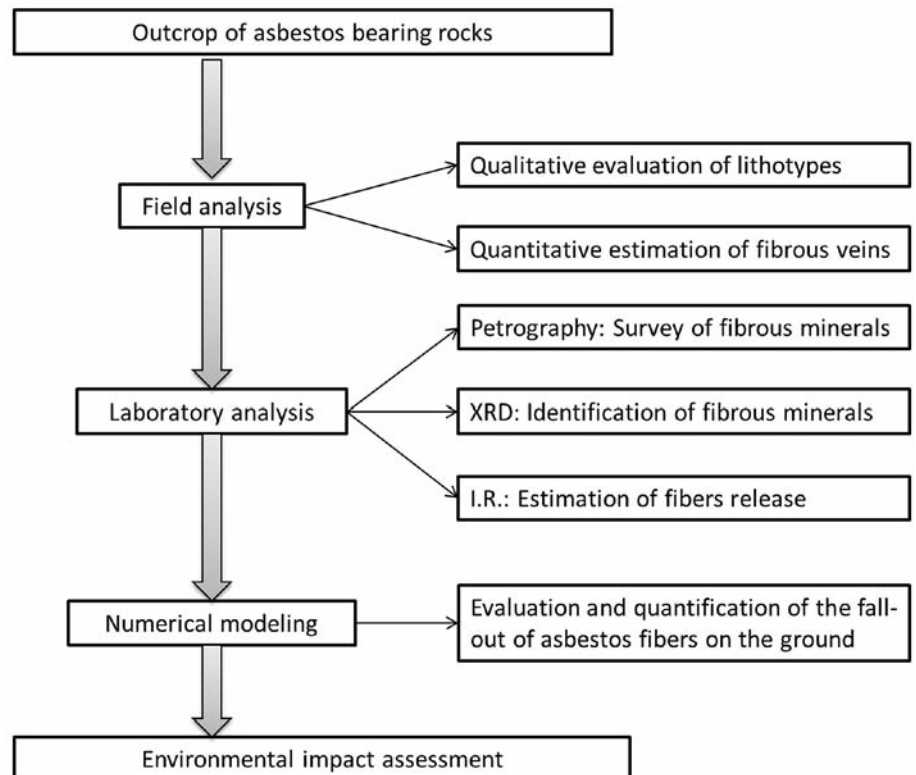 Outcrop of asbestos bearing rocks
Field analysis
Qualitative evaluation of lithotypes
Quantitative estimation of fibrous veins
Laboratory analysis
Petrography: Survey of fibrous minerals
XRD: Identification of fibrous minerals
I.R.: Estimation of fibers release
Numerical modeling
Evaluation and quantification of the fall-
out of asbestos fibers on the ground
Environmental impact assessment